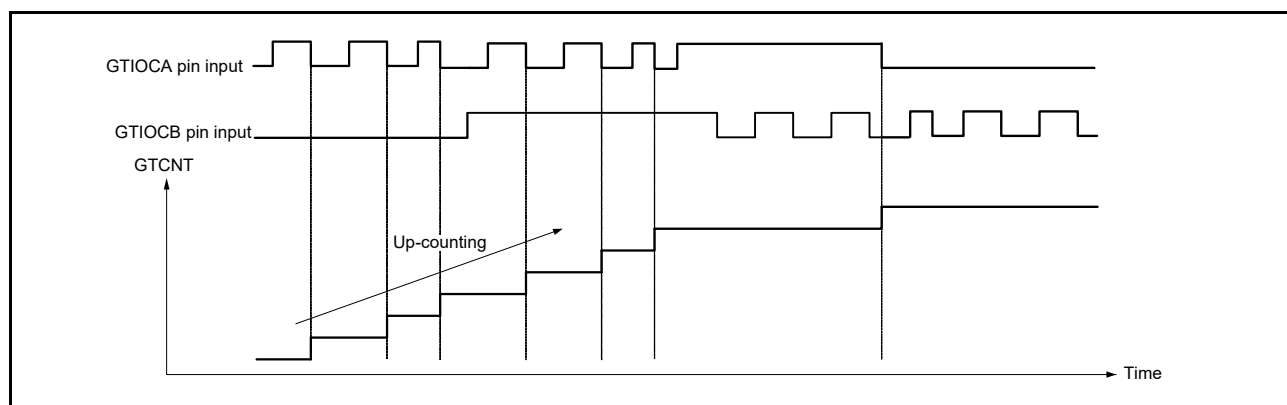 GTIOCA pin input
GTIOCB pin input
GTCNT
Up-counting
Time